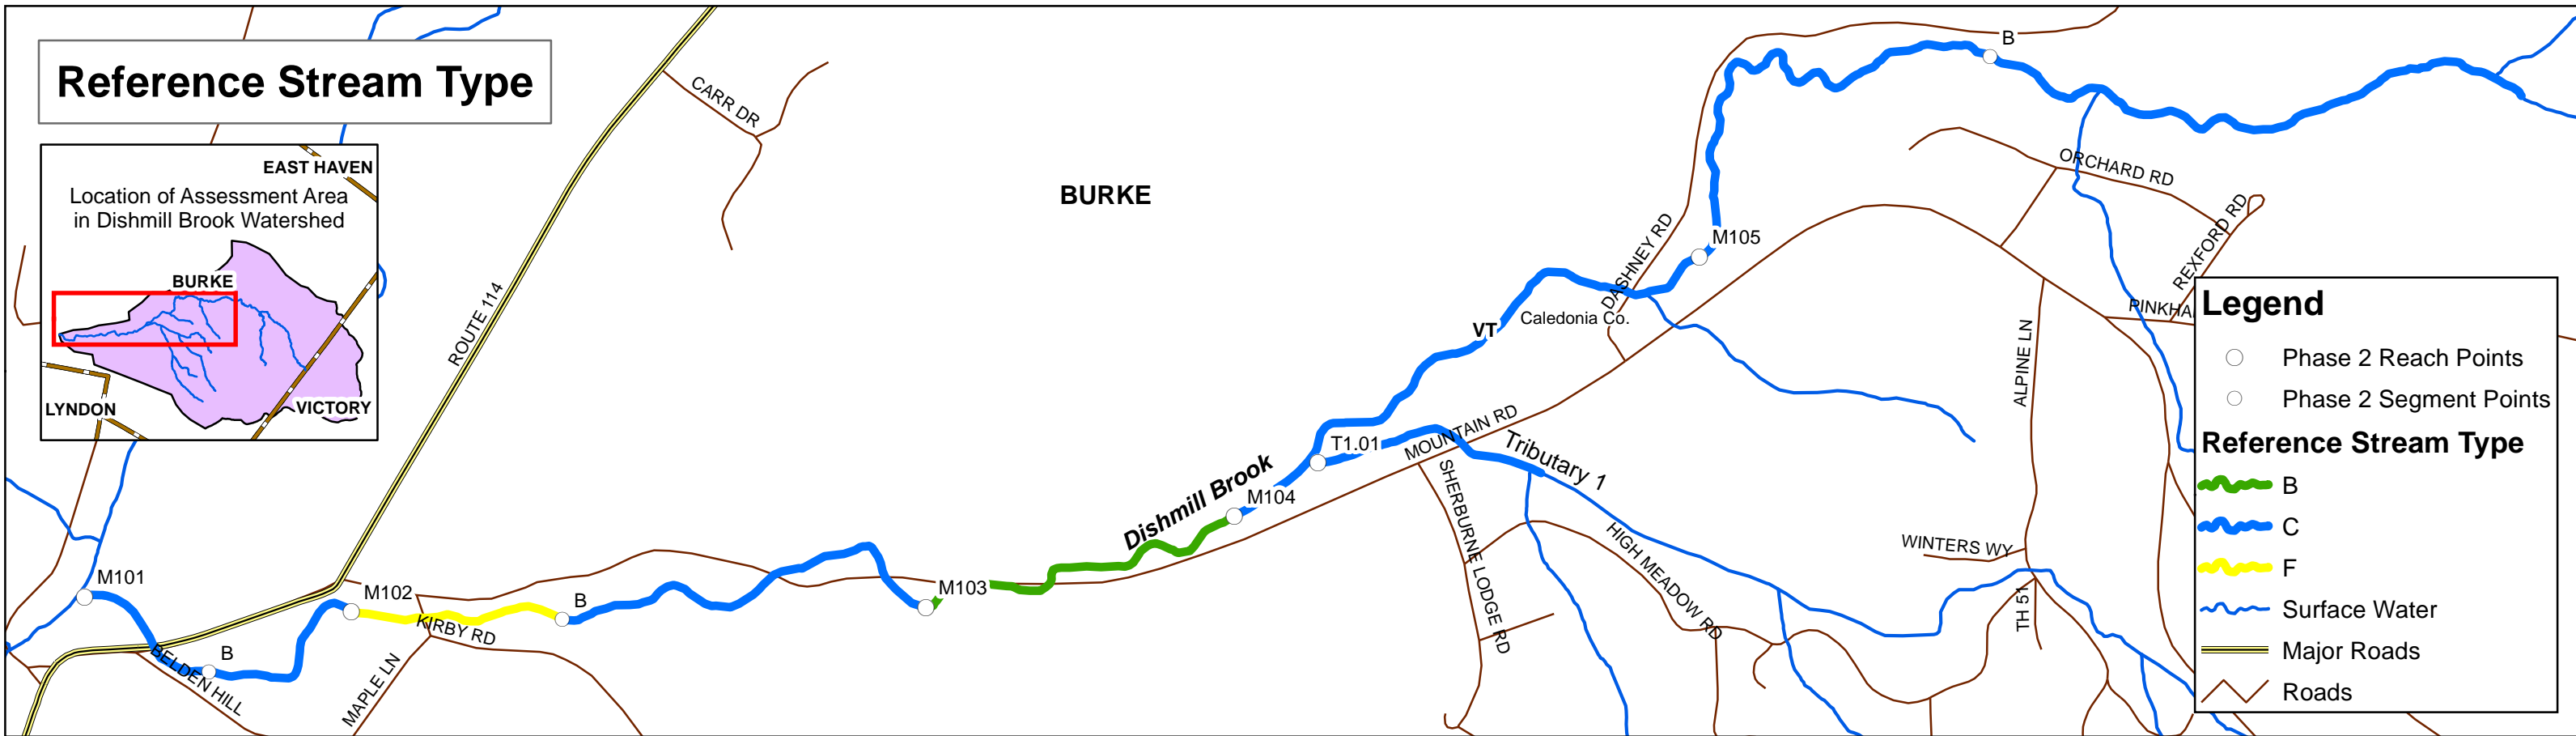 Reference Stream Type
EAST HAVEN
Location of Assessment Area
in Dishmill Brook Watershed
BURKE
LYNDON
VICTORY
CARR DR
ROUTE 114
BURKE
B
ORCHARD RD
REXFORD RD
M105
DASHNEY RD
Caledonia Co.
VT
ALPINE LN
MOUNTAIN RD
T1.01
Tributary 1
Dishmill Brook
M104
SHERBURNE LODGE RD
HIGH MEADOW RD
WINTERS WY
TH 51
M101
M102
B
M103
KIRBY RD
B
BELDEN HILL
MAPLE LN
Legend
Phase 2 Reach Points
Phase 2 Segment Points
Reference Stream Type
B
C
F
Surface Water
Major Roads
Roads